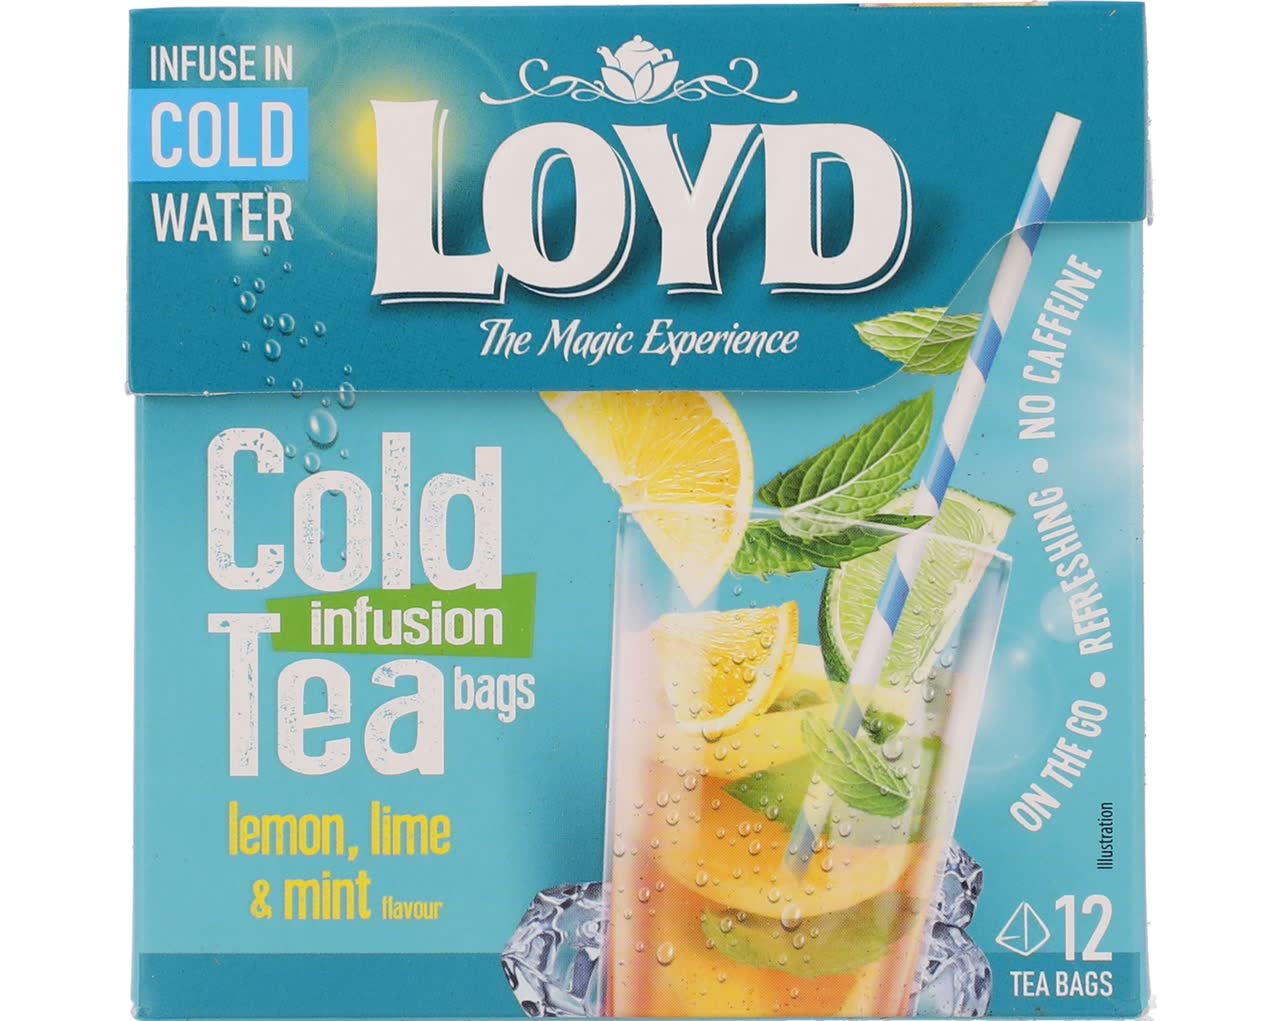 INFUSE IN
COLD
WATER
LOYD
The Magic Experience
Cold
infusion
Tea bags
lemon, lime
& mint flavour
ON THE GO • REFRESHING • NO CAFFEINE
Illustration
12
TEA BAGS